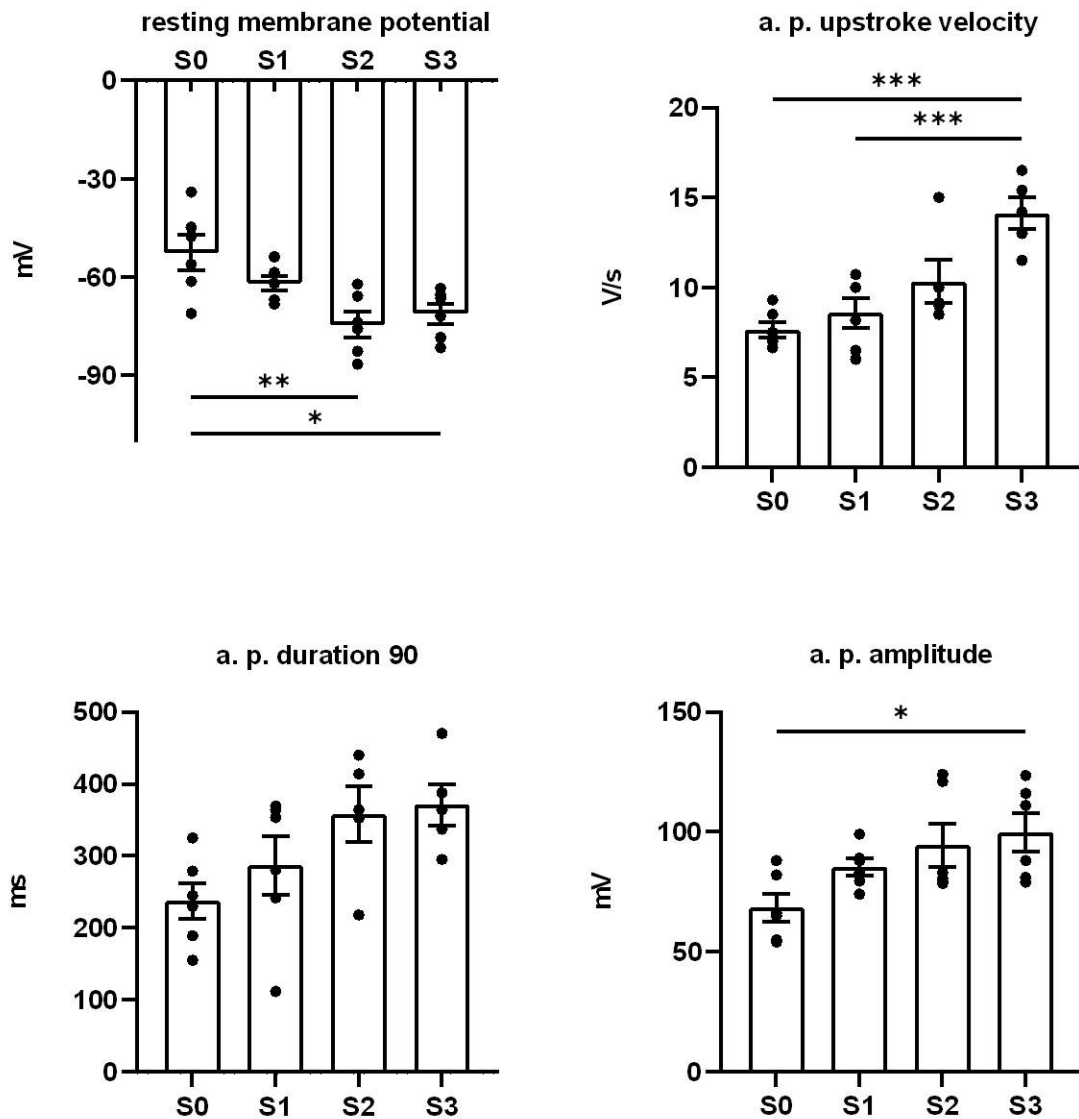 resting membrane potential
S0 S1 S2 S3
0
-30
-60
-90
mV
**
*
a. p. upstroke velocity
20
15
10
5
0
V/s
***
***
S0 S1 S2 S3
a. p. duration 90
500
400
300
200
100
0
ms
S0 S1 S2 S3
a. p. amplitude
150
100
50
0
mV
*
S0 S1 S2 S3